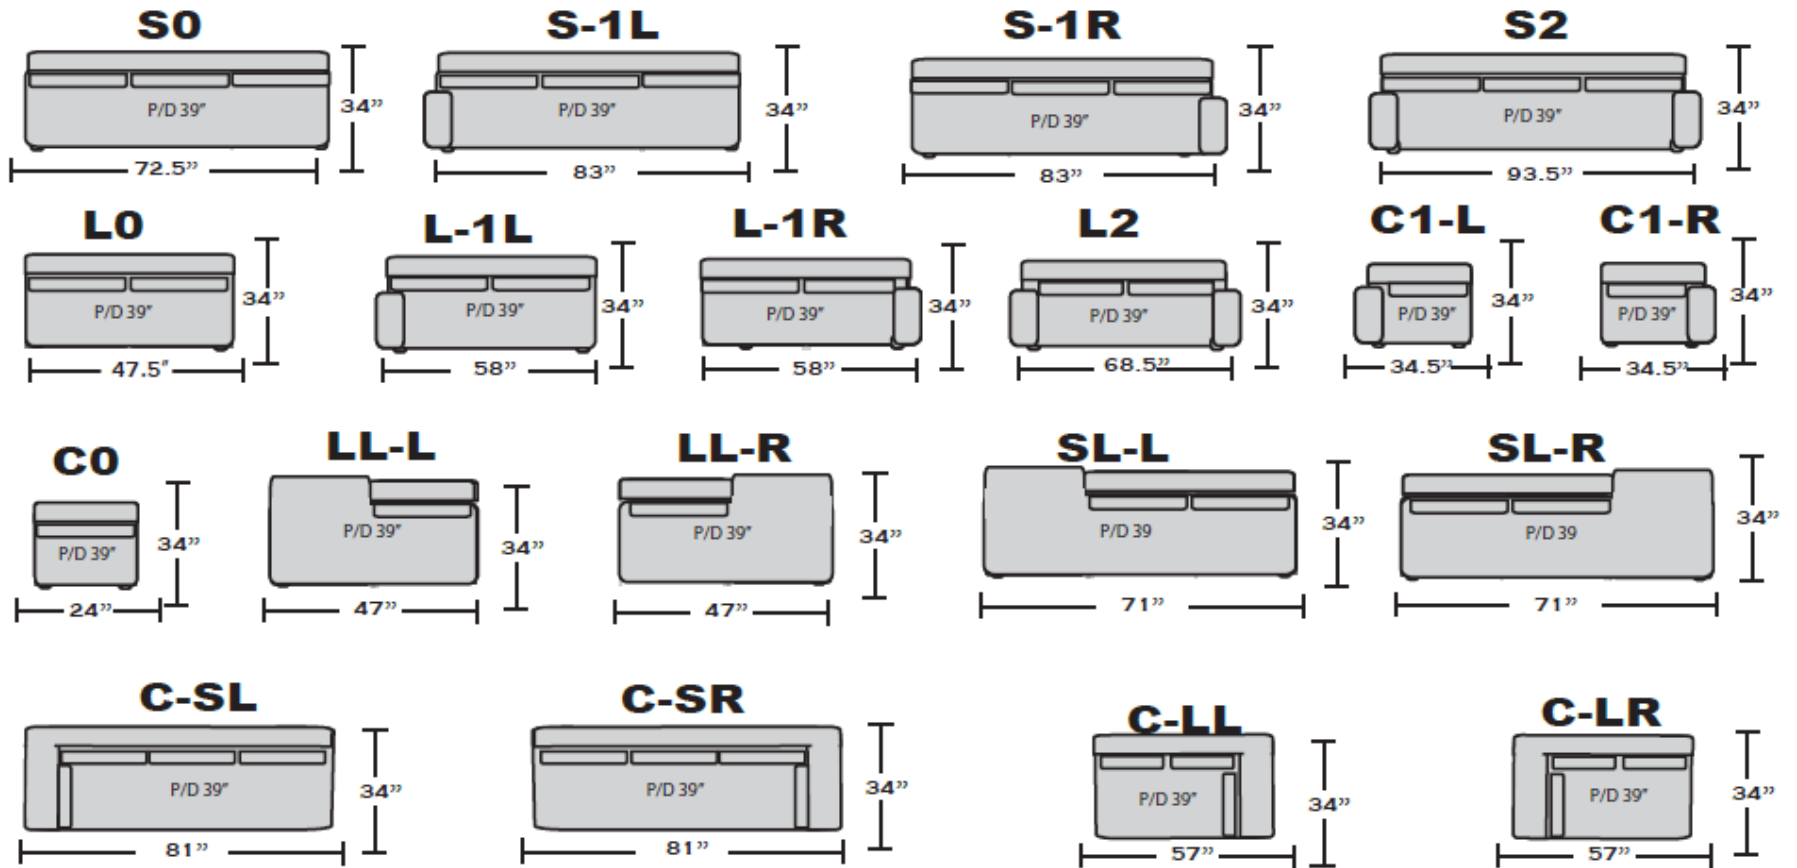 S0 S-1L S-1R S2
P/D 39” 34” P/D 39” 34” P/D 39” 34” P/D 39” 34”
72.5” 83” 83” 93.5”
L0 L-1L L-1R L2 C1-L C1-R
P/D 39” 34” P/D 39” 34” P/D 39” 34” P/D 39” 34” P/D 39” 34” P/D 39” 34”
47.5” 58” 58” 68.5” 34.5” 34.5”
C0 LL-L LL-R SL-L SL-R
P/D 39” 34” P/D 39” 34” P/D 39” 34” P/D 39 34” P/D 39 34”
24” 47” 47” 71” 71”
C-SL C-SR C-LL C-LR
P/D 39” 34” P/D 39” 34” P/D 39” 34” P/D 39” 34”
81” 81” 57” 57”